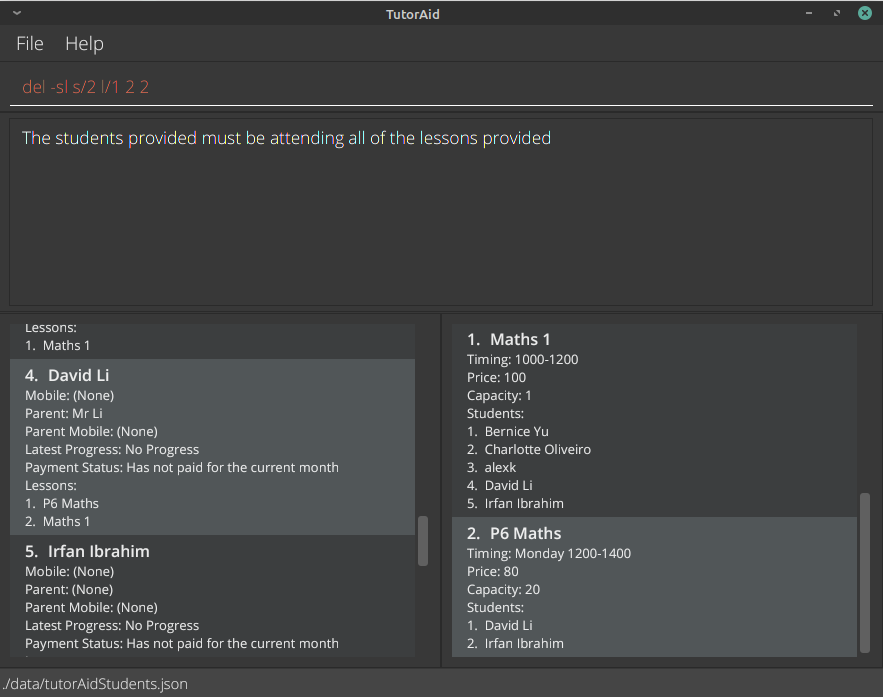 TutorAid
File Help
del -sl s/2 l/1 2 2
The students provided must be attending all of the lessons provided
Lessons:
1. Maths 1
4. David Li
Mobile: (None)
Parent: Mr Li
Parent Mobile: (None)
Latest Progress: No Progress
Payment Status: Has not paid for the current month
Lessons:
1. P6 Maths
2. Maths 1
5. Irfan Ibrahim
Mobile: (None)
Parent: (None)
Parent Mobile: (None)
Latest Progress: No Progress
Payment Status: Has not paid for the current month
1. Maths 1
Timing: 1000-1200
Price: 100
Capacity: 1
Students:
1. Bernice Yu
2. Charlotte Oliveiro
3. alexk
4. David Li
5. Irfan Ibrahim
2. P6 Maths
Timing: Monday 1200-1400
Price: 80
Capacity: 20
Students:
1. David Li
2. Irfan Ibrahim
./data/tutorAidStudents.json